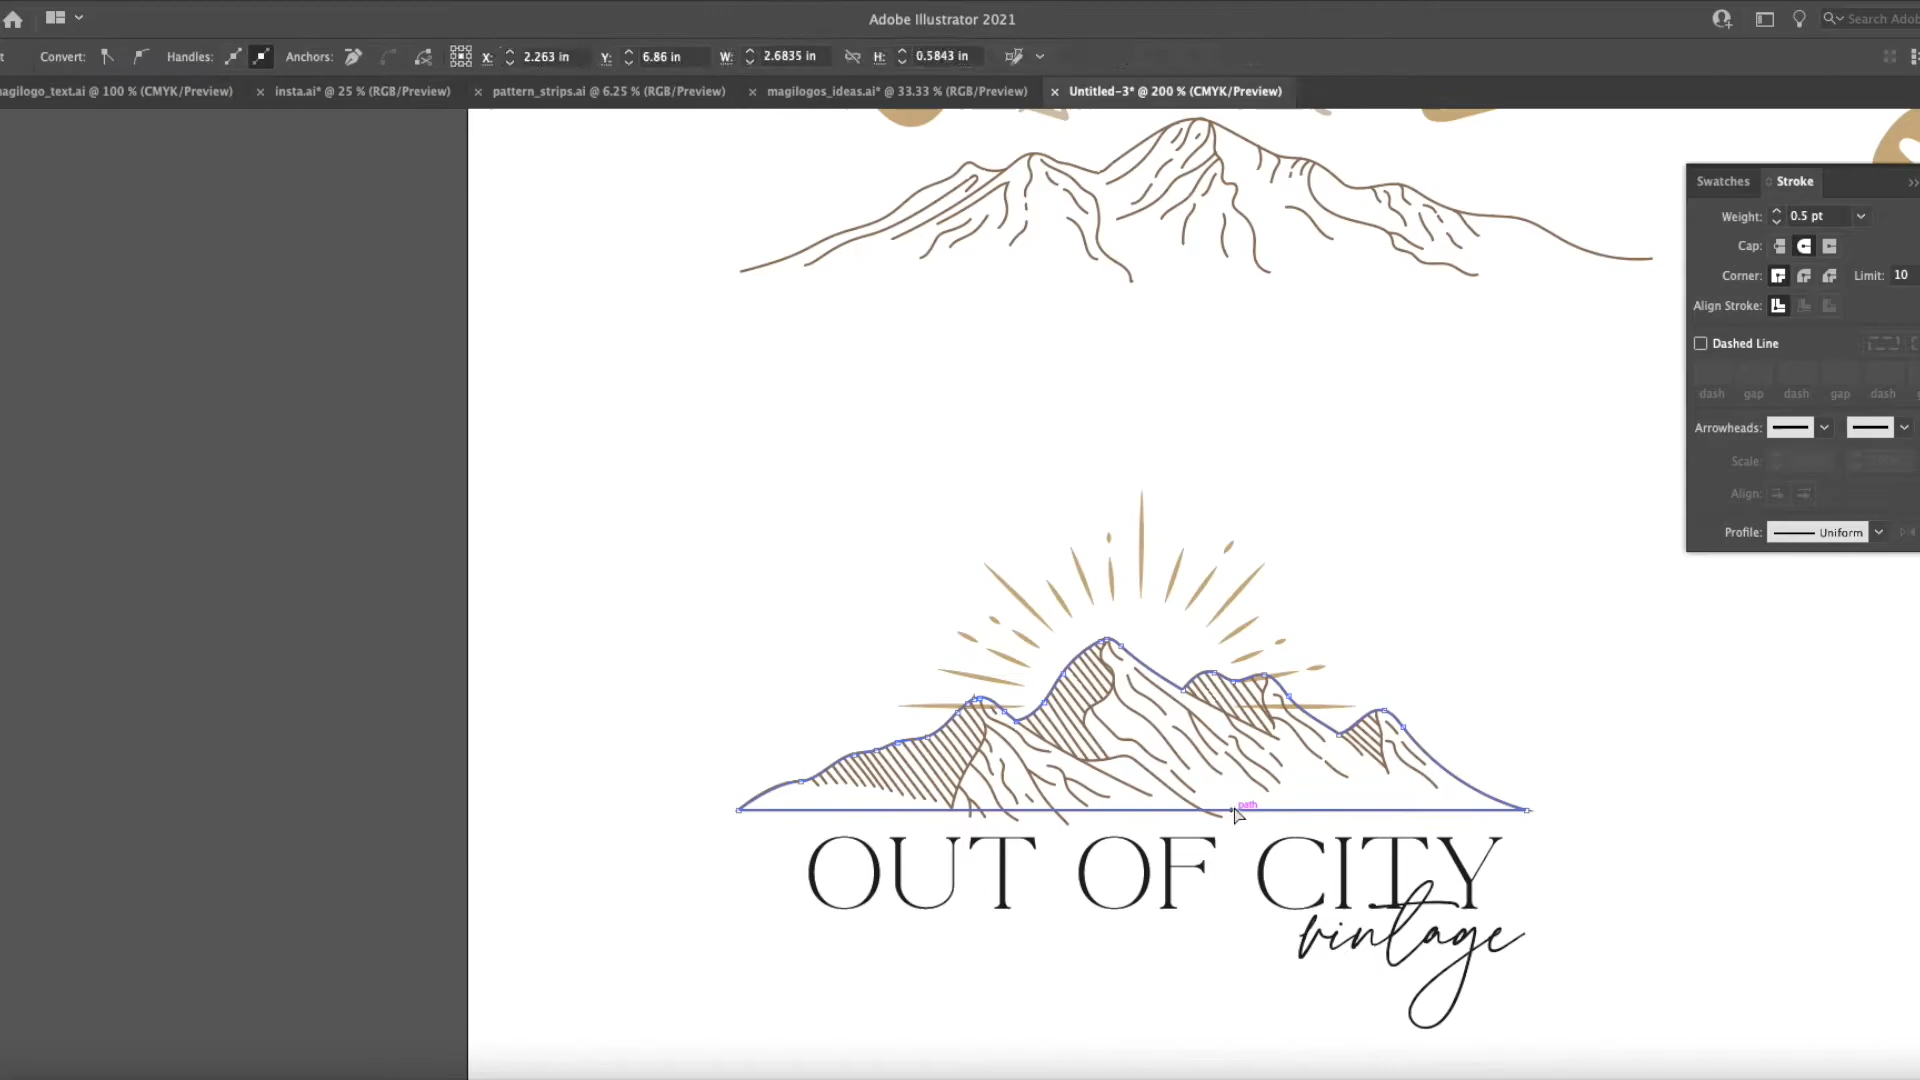 Adobe Illustrator 2021
Search Adob
Convert: Handles: Anchors: X: 2.263 in Y: 6.86 in W: 2.6835 in H: 0.5843 in
agilogo_text.ai @ 100 % (CMYK/Preview) × insta.ai* @ 25 % (RGB/Preview) × pattern_strips.ai @ 6.25 % (RGB/Preview) × magilogos_ideas.ai* @ 33.33 % (RGB/Preview) × Untitled-3* @ 200 % (CMYK/Preview)
Swatches Stroke
Weight: 0.5 pt
Cap:
Corner: Limit: 10
Align Stroke:
Dashed Line
dash gap dash gap dash
Arrowheads:
Scale:
Align:
Profile: Uniform
path
OUT OF CITY
vintage